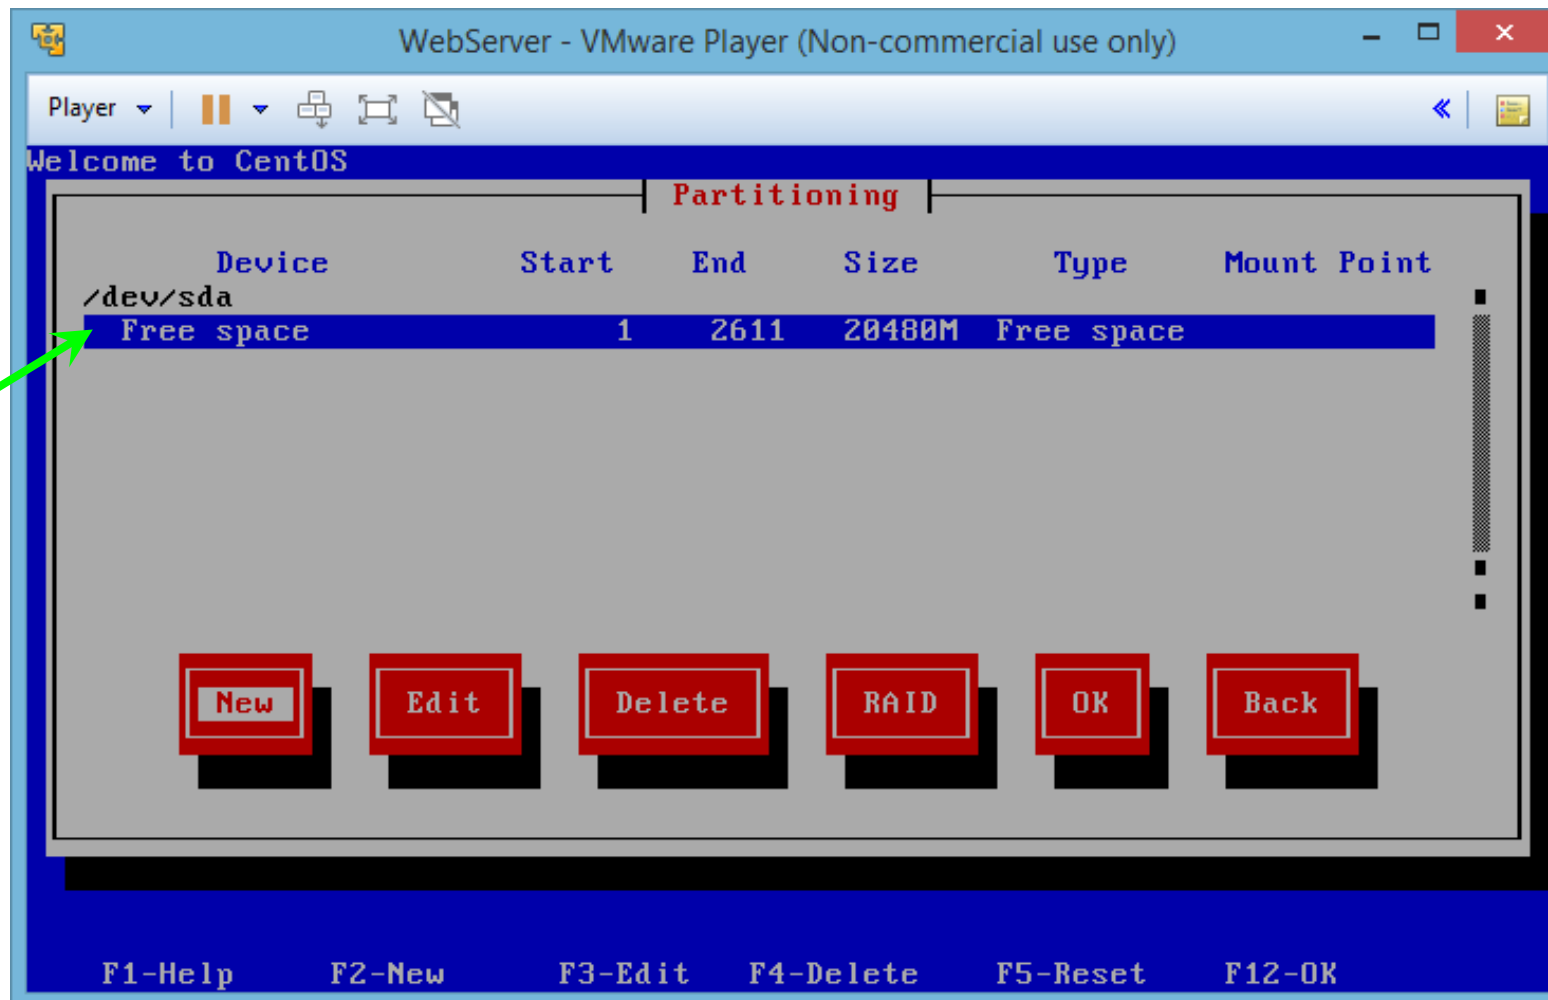 WebServer - VMware Player (Non-commercial use only)
Player
Welcome to CentOS
Partitioning
Device Start End Size Type Mount Point
/dev/sda
Free space 1 2611 20480M Free space
New Edit Delete RAID OK Back
F1-Help F2-New F3-Edit F4-Delete F5-Reset F12-OK